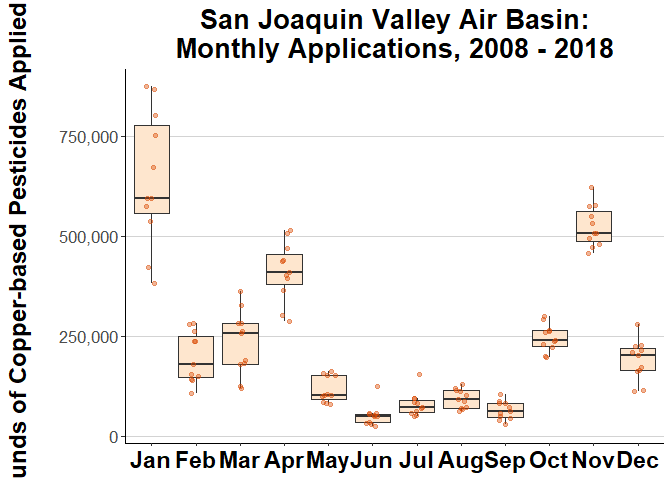 San Joaquin Valley Air Basin:
Monthly Applications, 2008 - 2018
unds of Copper-based Pesticides Applied
750,000
500,000
250,000
0
Jan Feb Mar Apr May Jun Jul Aug Sep Oct Nov Dec